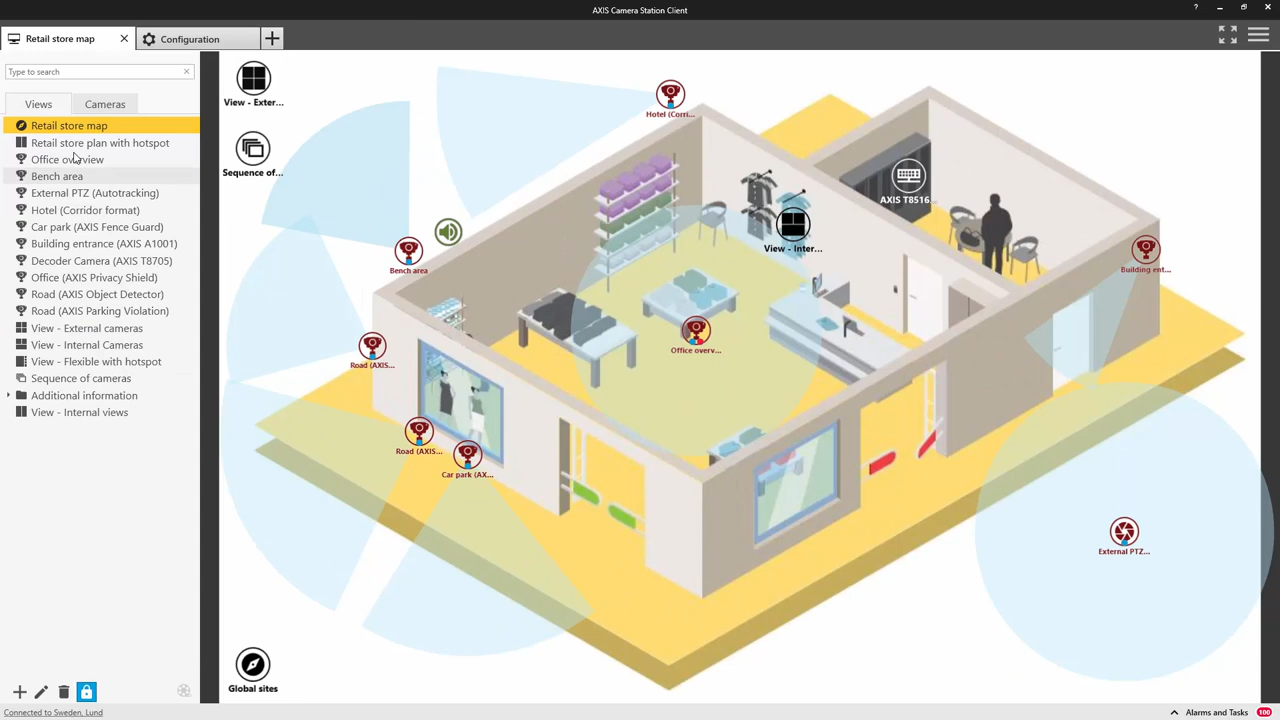 AXIS Camera Station Client
Retail store map
Configuration
Type to search
Views
Cameras
Retail store map
Retail store plan with hotspot
Office overview
Bench area
External PTZ (Autotracking)
Hotel (Corridor format)
Car park (AXIS Fence Guard)
Building entrance (AXIS A1001)
Decoder Camera (AXIS T8705)
Office (AXIS Privacy Shield)
Road (AXIS Object Detector)
Road (AXIS Parking Violation)
View - External cameras
View - Internal Cameras
View - Flexible with hotspot
Sequence of cameras
Additional information
View - Internal views
View - Exter...
Sequence of...
Hotel (Corri...
AXIS T8516...
View - Inter...
Bench area
Building ent...
Office overv...
Road (AXIS...
Road (AXIS...
Car park (AX...
External PTZ...
Global sites
Connected to Sweden, Lund
Alarms and Tasks
100